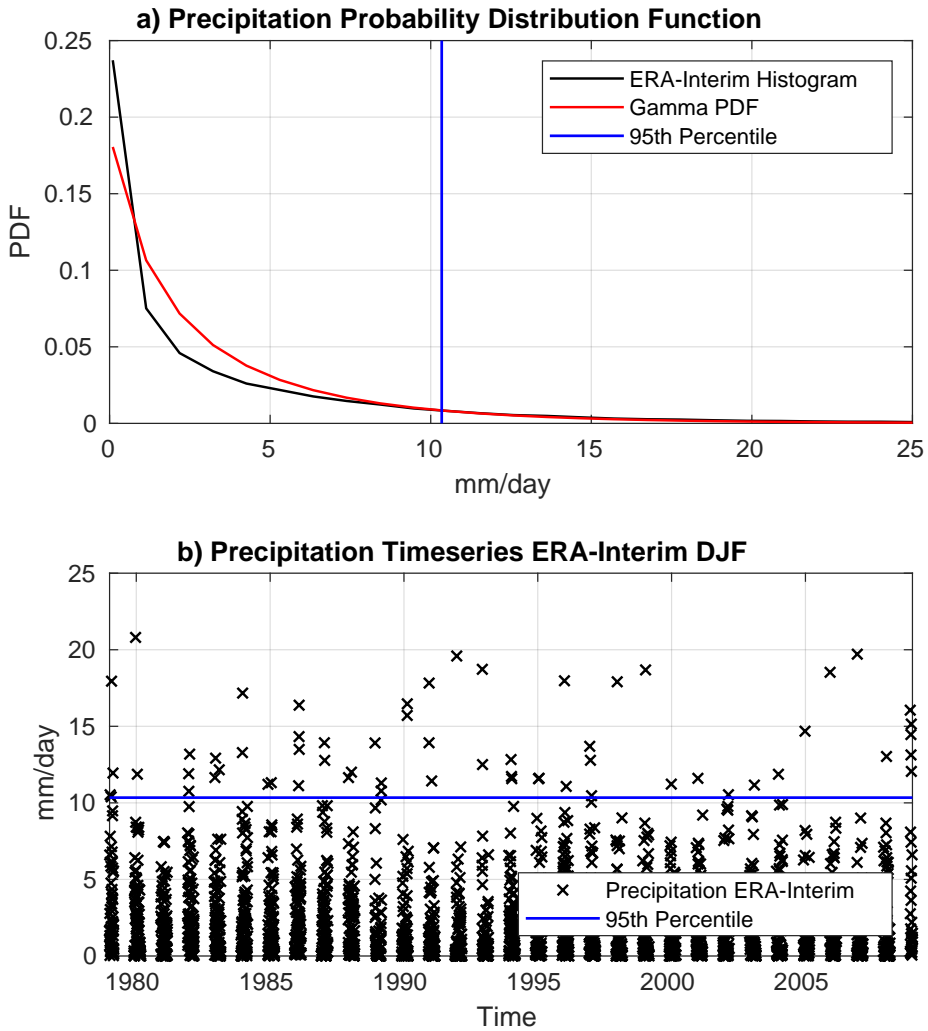 a) Precipitation Probability Distribution Function
0.25
0.2
0.15
0.1
0.05
0
PDF
ERA-Interim Histogram
Gamma PDF
95th Percentile
0 5 10 15 20 25
mm/day
b) Precipitation Timeseries ERA-Interim DJF
25
20
15
10
5
0
mm/day
Precipitation ERA-Interim
95th Percentile
1980 1985 1990 1995 2000 2005
Time